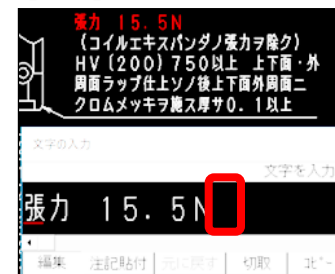 張力 15.5N
(コイルエキスパンダノ張力ヲ除ク)
HV(200)750以上 上下面・外
周面ラップ仕上ソノ後上下面外周面ニ
クロムメッキヲ施ス厚サ0.1以上
文字の入力
文字を入力
張力 15.5N
編集 注記貼付 元に戻す 切取 コピー